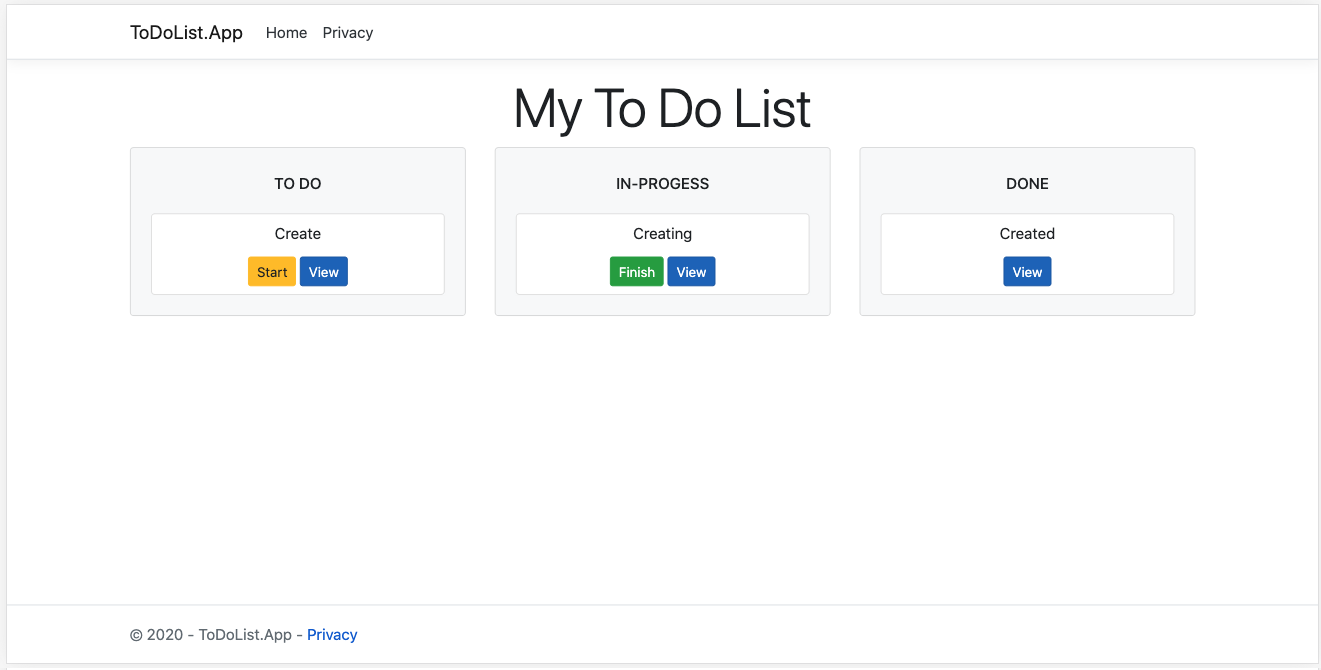 ToDoList.App Home Privacy
My To Do List
TO DO
Create
Start View
IN-PROGESS
Creating
Finish View
DONE
Created
View
© 2020 - ToDoList.App - Privacy